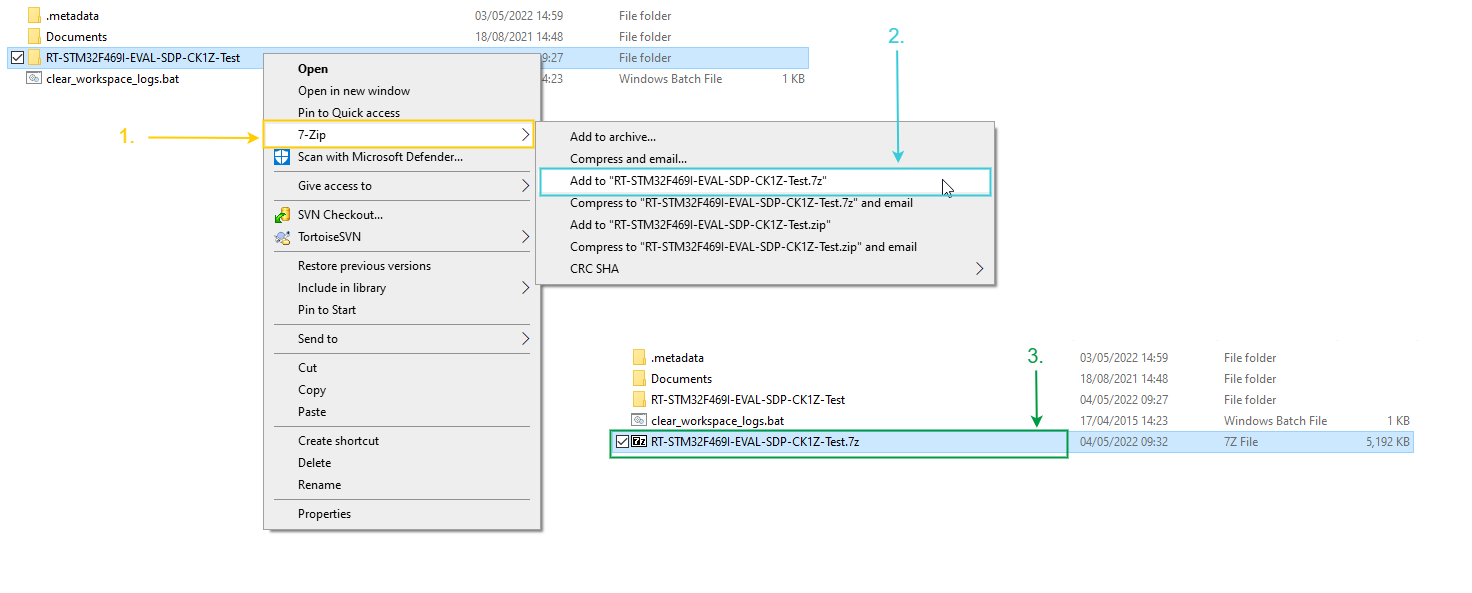 .metadata 03/05/2022 14:59 File folder
Documents 18/08/2021 14:48 File folder
RT-STM32F469I-EVAL-SDP-CK1Z-Test 09:27 File folder
clear_workspace_logs.bat 4:23 Windows Batch File 1 KB
1.
Open
Open in new window
Pin to Quick access
7-Zip
Scan with Microsoft Defender...
Give access to
SVN Checkout...
TortoiseSVN
Restore previous versions
Include in library
Pin to Start
Send to
Cut
Copy
Paste
Create shortcut
Delete
Rename
Properties
2.
Add to archive...
Compress and email...
Add to "RT-STM32F469I-EVAL-SDP-CK1Z-Test.7z"
Compress to "RT-STM32F469I-EVAL-SDP-CK1Z-Test.7z" and email
Add to "RT-STM32F469I-EVAL-SDP-CK1Z-Test.zip"
Compress to "RT-STM32F469I-EVAL-SDP-CK1Z-Test.zip" and email
CRC SHA
3.
.metadata 03/05/2022 14:59 File folder
Documents 18/08/2021 14:48 File folder
RT-STM32F469I-EVAL-SDP-CK1Z-Test 04/05/2022 09:27 File folder
clear_workspace_logs.bat 17/04/2015 14:23 Windows Batch File 1 KB
7z RT-STM32F469I-EVAL-SDP-CK1Z-Test.7z 04/05/2022 09:32 7Z File 5,192 KB